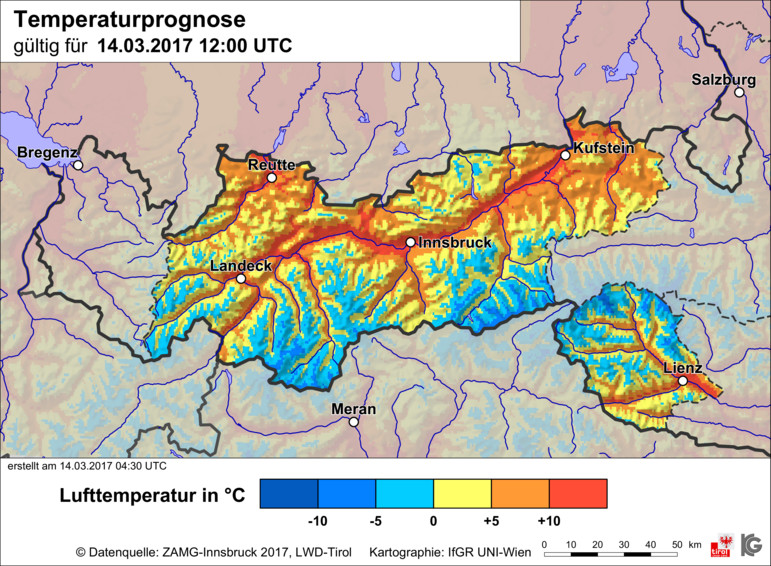 Temperaturprognose
gültig für 14.03.2017 12:00 UTC
Salzburg
Bregenz
Kufstein
Reutte
Innsbruck
Landeck
Lienz
Meran
erstellt am 14.03.2017 04:30 UTC
Lufttemperatur in °C
-10 -5 0 +5 +10
© Datenquelle: ZAMG-Innsbruck 2017, LWD-Tirol Kartographie: IfGR UNI-Wien
0 10 20 30 40 50 km
tirol